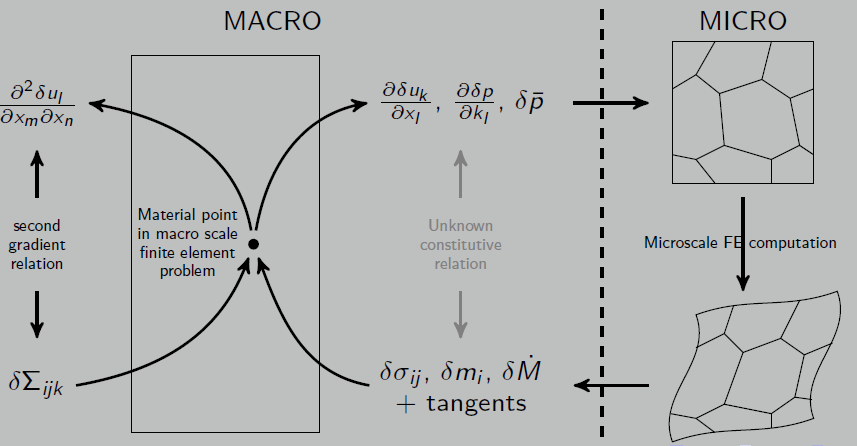 MACRO
MICRO
∂²δu_l / ∂x_m∂x_n
∂δu_k / ∂x_l , ∂δp / ∂k_l , δp̄
second
gradient
relation
Material point
in macro scale
finite element
problem
Unknown
constitutive
relation
Microscale FE computation
δΣ_ijk
δσ_ij, δm_i, δṀ
+ tangents